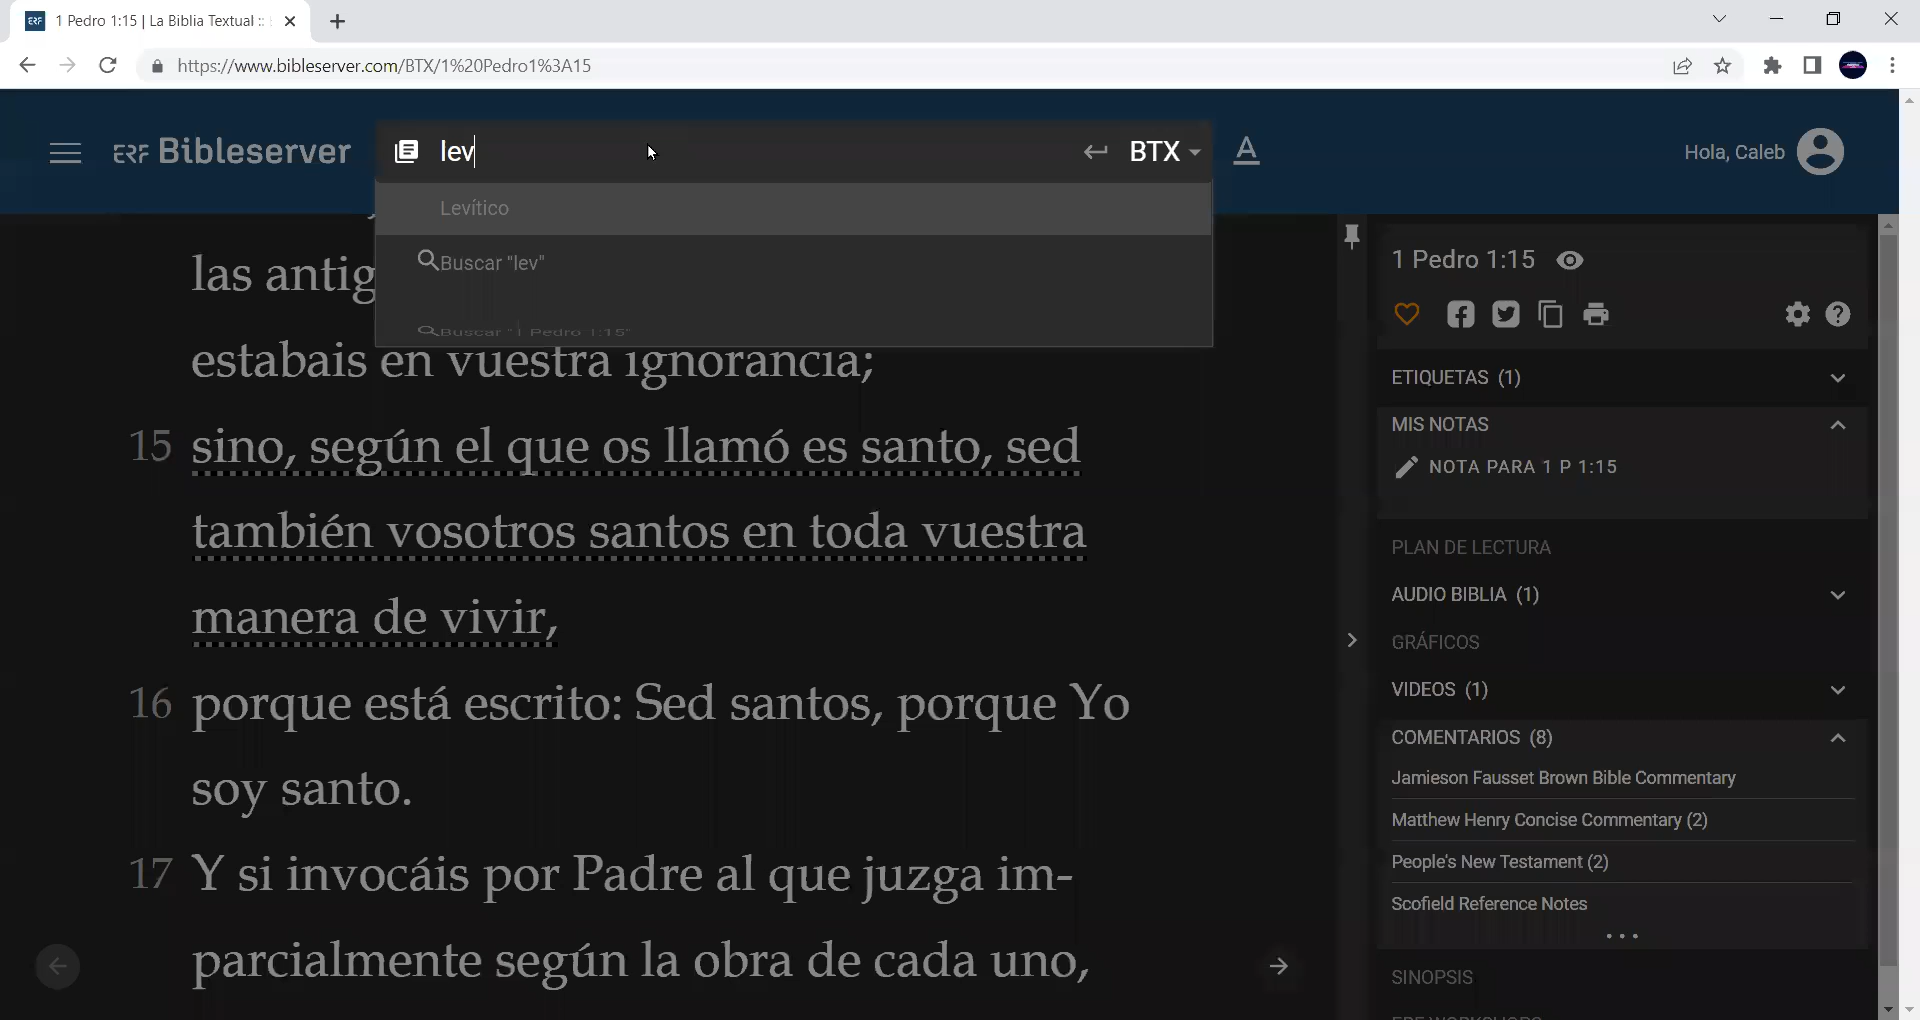 1 Pedro 1:15 | La Biblia Textual ::
https://www.bibleserver.com/BTX/1%20Pedro1%3A15
ERF Bibleserver
lev
BTX
A
Hola, Caleb
Levítico
Buscar "lev"
Buscar "1 Pedro 1:15"
las antig
estabais en vuestra ignorancia;
15 sino, según el que os llamó es santo, sed
también vosotros santos en toda vuestra
manera de vivir,
16 porque está escrito: Sed santos, porque Yo
soy santo.
17 Y si invocáis por Padre al que juzga im-
parcialmente según la obra de cada uno,
1 Pedro 1:15
ETIQUETAS (1)
MIS NOTAS
NOTA PARA 1 P 1:15
PLAN DE LECTURA
AUDIO BIBLIA (1)
GRÁFICOS
VIDEOS (1)
COMENTARIOS (8)
Jamieson Fausset Brown Bible Commentary
Matthew Henry Concise Commentary (2)
People's New Testament (2)
Scofield Reference Notes
...
SINOPSIS